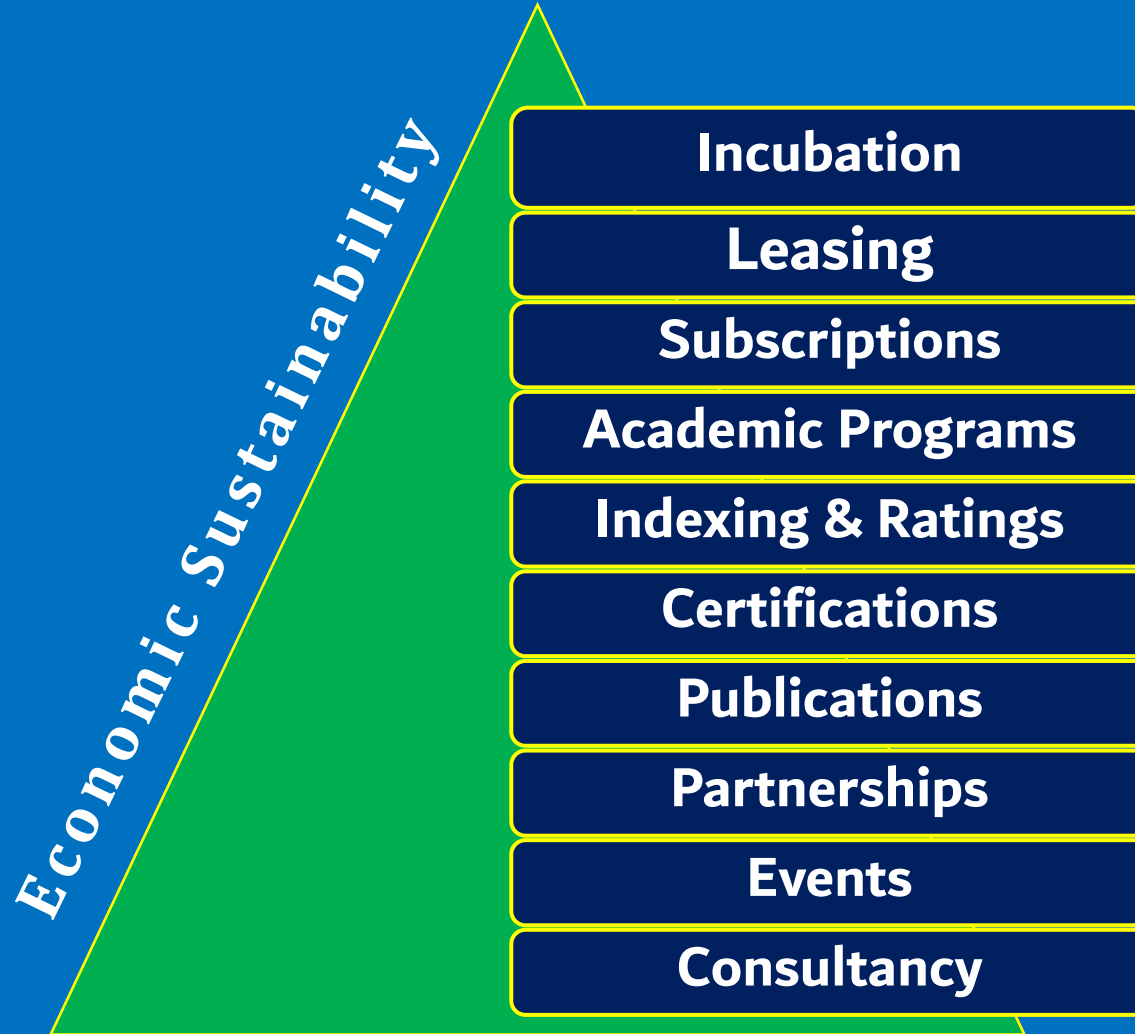 Economic Sustainability
Incubation
Leasing
Subscriptions
Academic Programs
Indexing & Ratings
Certifications
Publications
Partnerships
Events
Consultancy